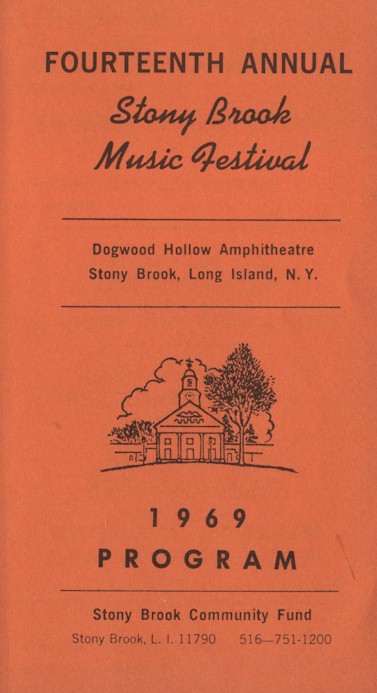 FOURTEENTH ANNUAL
Stony Brook
Music Festival
Dogwood Hollow Amphitheatre
Stony Brook, Long Island, N. Y.
1969
PROGRAM
Stony Brook Community Fund
Stony Brook, L. I. 11790 516—751-1200